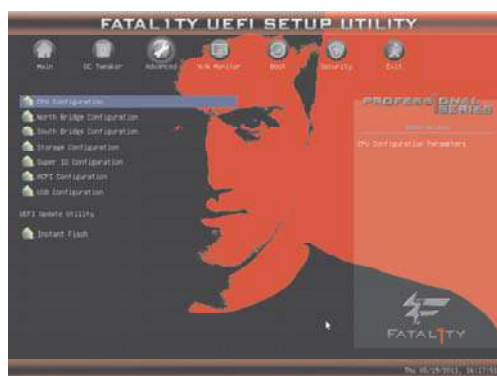 FATAL1TY UEFI SETUP UTILITY
Main
OC Tweaker
Advanced
H/W Monitor
Boot
Security
Exit
CPU Configuration
North Bridge Configuration
South Bridge Configuration
Storage Configuration
Super IO Configuration
ACPI Configuration
USB Configuration
UEFI Update Utility
Instant Flash
PROFESSIONAL
SERIES
CPU Configuration Parameters
FATAL1TY